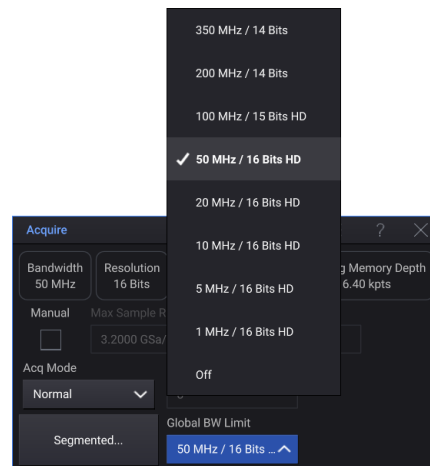 350 MHz / 14 Bits
200 MHz / 14 Bits
100 MHz / 15 Bits HD
50 MHz / 16 Bits HD
20 MHz / 16 Bits HD
10 MHz / 16 Bits HD
5 MHz / 16 Bits HD
1 MHz / 16 Bits HD
Off
Acquire
?
Bandwidth
50 MHz
Resolution
16 Bits
g Memory Depth
6.40 kpts
Manual
Max Sample R
3.2000 GSa/
Acq Mode
Normal
Segmented...
Global BW Limit
50 MHz / 16 Bits ...